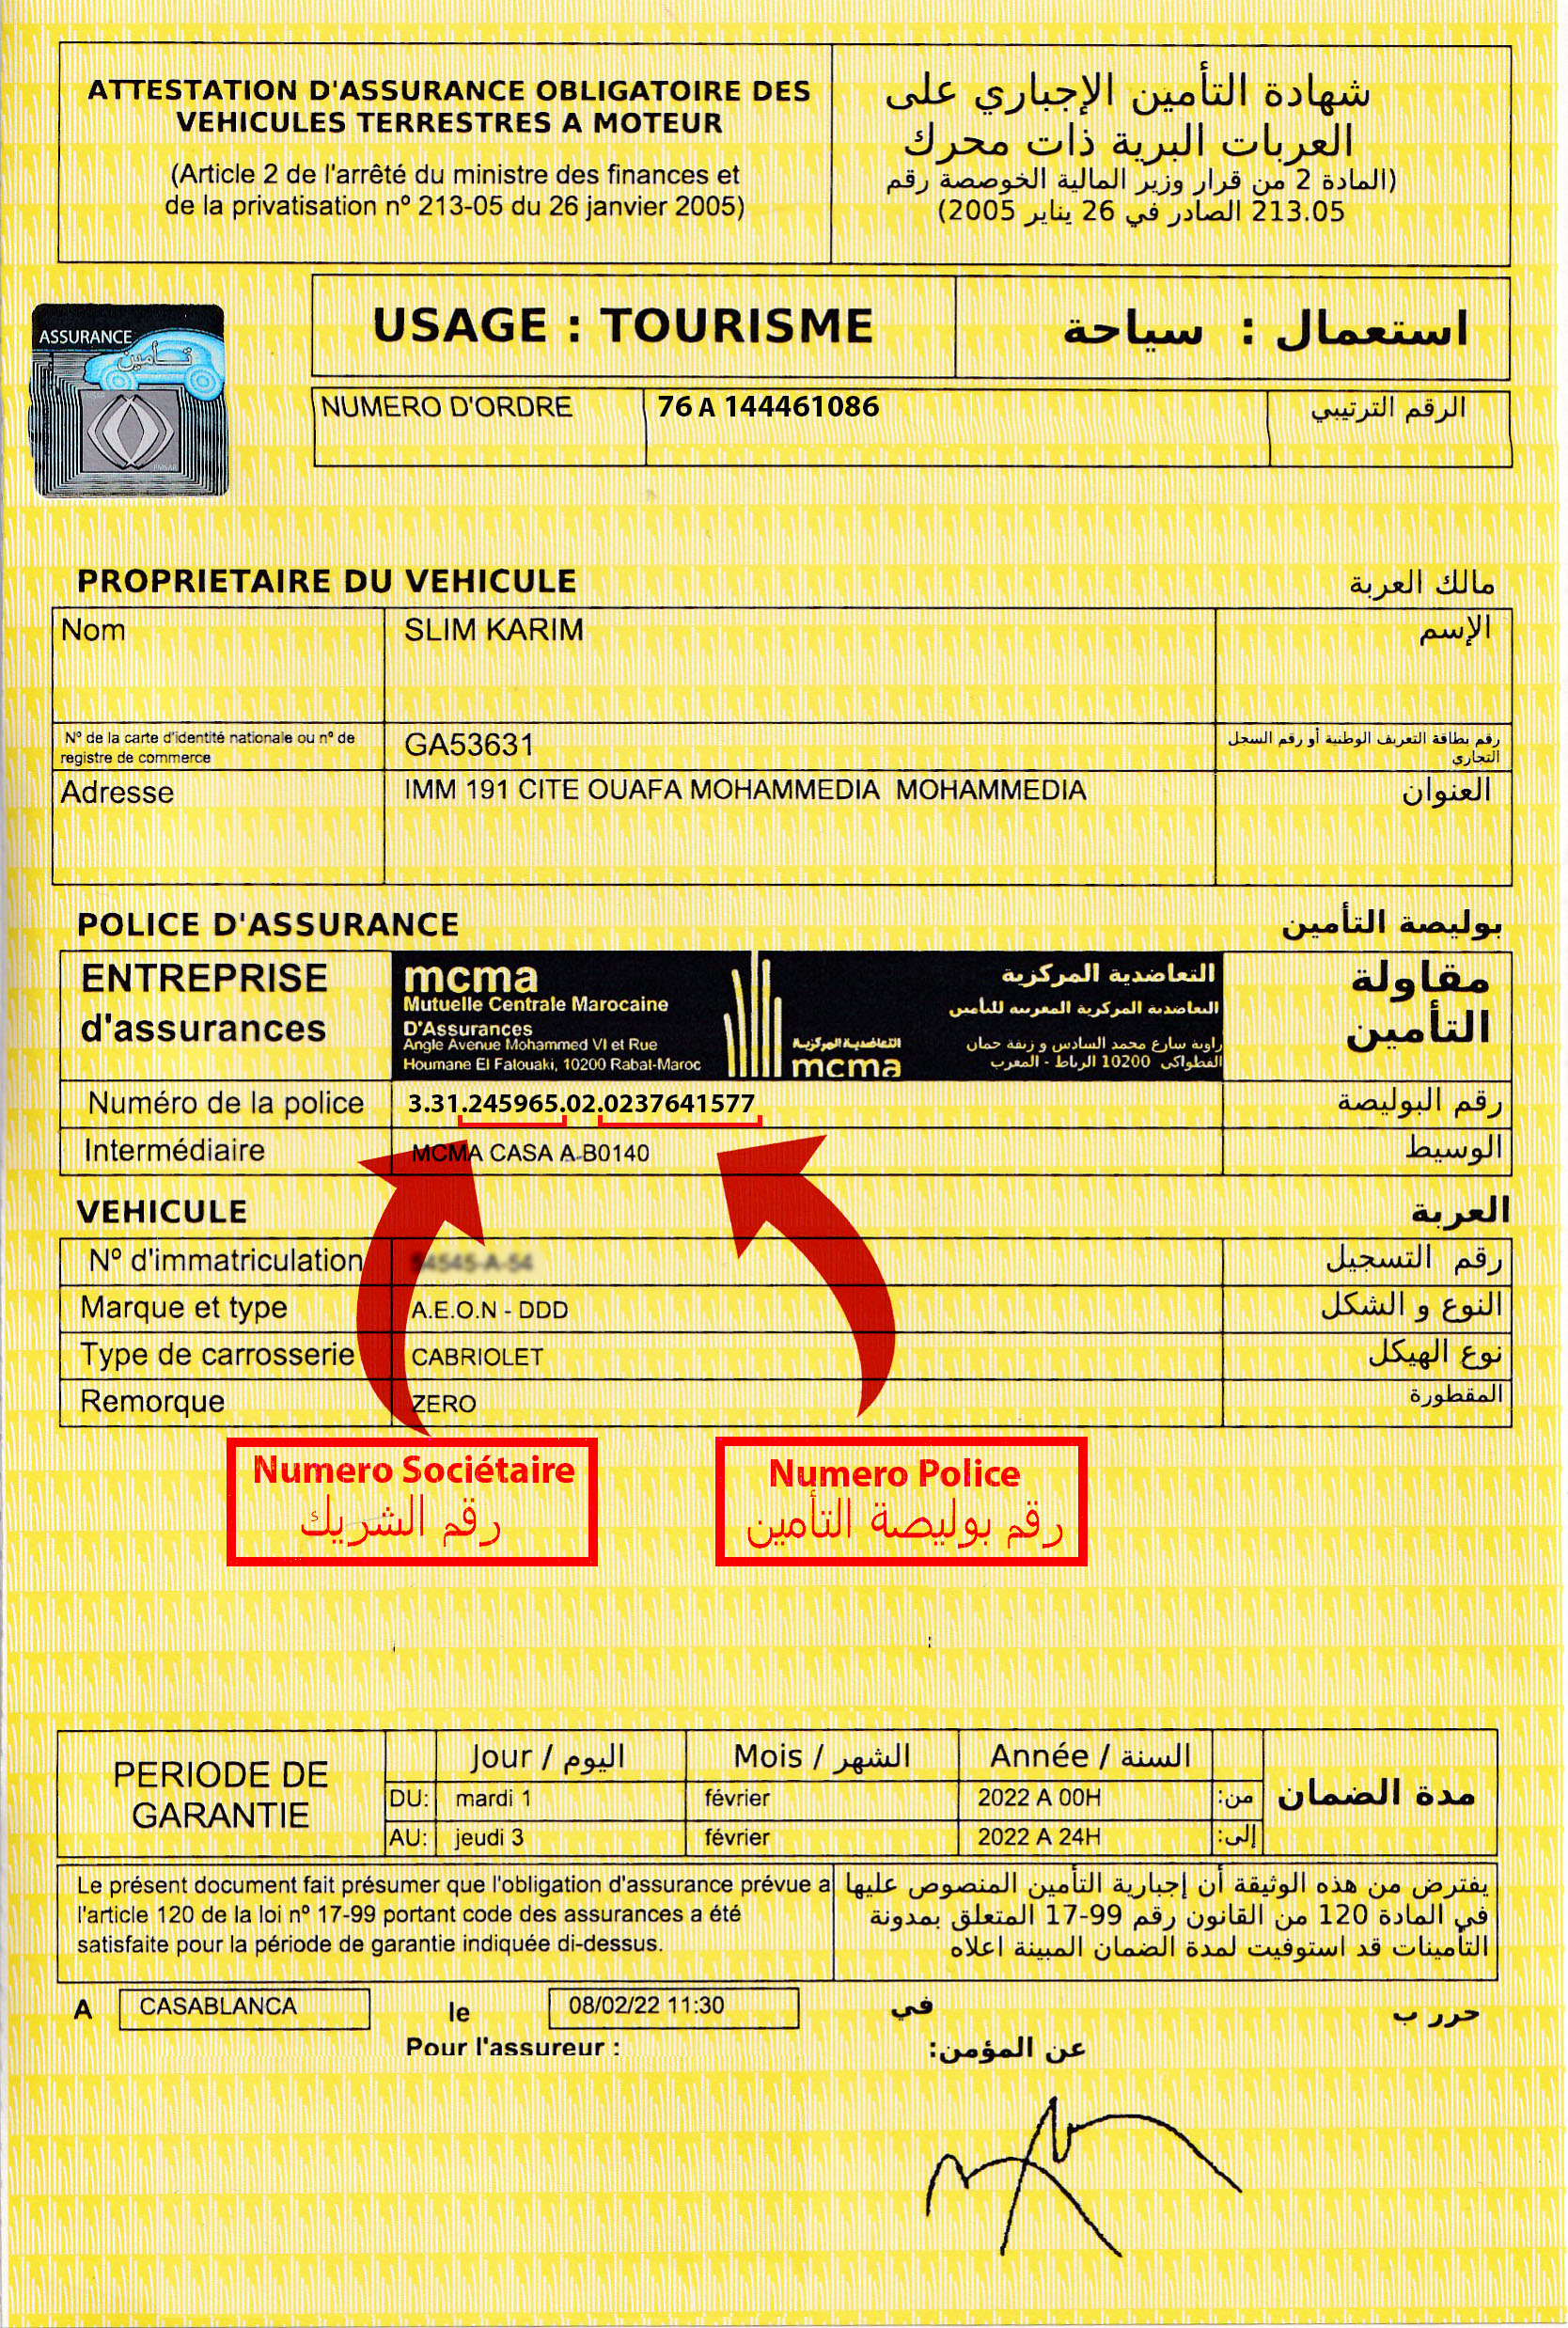 ATTESTATION D'ASSURANCE OBLIGATOIRE DES
VEHICULES TERRESTRES A MOTEUR
(Article 2 de l'arrêté du ministre des finances et
de la privatisation nº 213-05 du 26 janvier 2005)
شهادة التأمين الإجباري على
العربات البرية ذات محرك
(المادة 2 من قرار وزير المالية الخوصصة رقم
213.05 الصادر في 26 يناير 2005)
ASSURANCE
تأمين
USAGE : TOURISME
استعمال : سياحة
NUMERO D'ORDRE 76 A 144461086 الرقم الترتيبي
PROPRIETAIRE DU VEHICULE مالك العربة
Nom SLIM KARIM الإسم
Nº de la carte d'identité nationale ou nº de
registre de commerce
GA53631
رقم بطاقة التعريف الوطنية أو رقم السجل
التجاري
Adresse IMM 191 CITE OUAFA MOHAMMEDIA MOHAMMEDIA العنوان
POLICE D'ASSURANCE بوليصة التأمين
ENTREPRISE
d'assurances
mcma
Mutuelle Centrale Marocaine
D'Assurances
Angle Avenue Mohammed VI et Rue
Houmane El Fatouaki, 10200 Rabat-Maroc
التعاضدية المركزية
mcma
التعاضدية المركزية
التعاضدية المركزية المغربية للتأمين
زاوية شارع محمد السادس و زنقة حمان
الفطواكي 10200 الرباط - المغرب
مقاولة
التأمين
Numéro de la police 3.31.245965.02.0237641577 رقم البوليصة
Intermédiaire MCMA CASA A-B0140 الوسيط
VEHICULE العربة
Nº d'immatriculation 54545-A-54 رقم التسجيل
Marque et type A.E.O.N - DDD النوع و الشكل
Type de carrosserie CABRIOLET نوع الهيكل
Remorque ZERO المقطورة
Numero Sociétaire
رقم الشريك
Numero Police
رقم بوليصة التأمين
PERIODE DE
GARANTIE
Jour / اليوم Mois / الشهر Année / السنة
DU: mardi 1 février 2022 A 00H من:
AU: jeudi 3 février 2022 A 24H إلى:
مدة الضمان
Le présent document fait présumer que l'obligation d'assurance prévue a
l'article 120 de la loi nº 17-99 portant code des assurances a été
satisfaite pour la période de garantie indiquée di-dessus.
يفترض من هذه الوثيقة أن إجبارية التأمين المنصوص عليها
في المادة 120 من القانون رقم 99-17 المتعلق بمدونة
التأمينات قد استوفيت لمدة الضمان المبينة اعلاه
A CASABLANCA le 08/02/22 11:30 في حرر ب
Pour l'assureur : عن المؤمن: